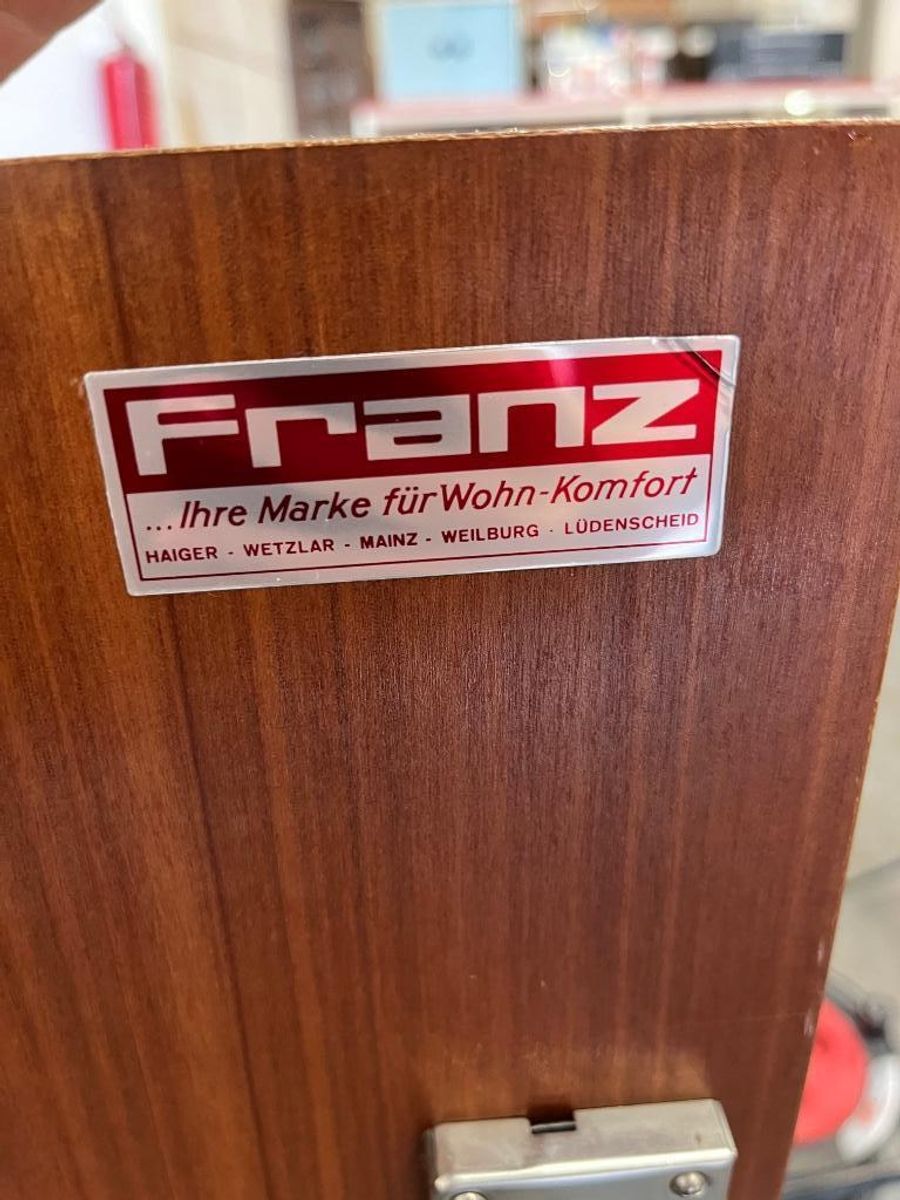 Franz
...Ihre Marke für Wohn-Komfort
HAIGER - WETZLAR - MAINZ - WEILBURG · LÜDENSCHEID